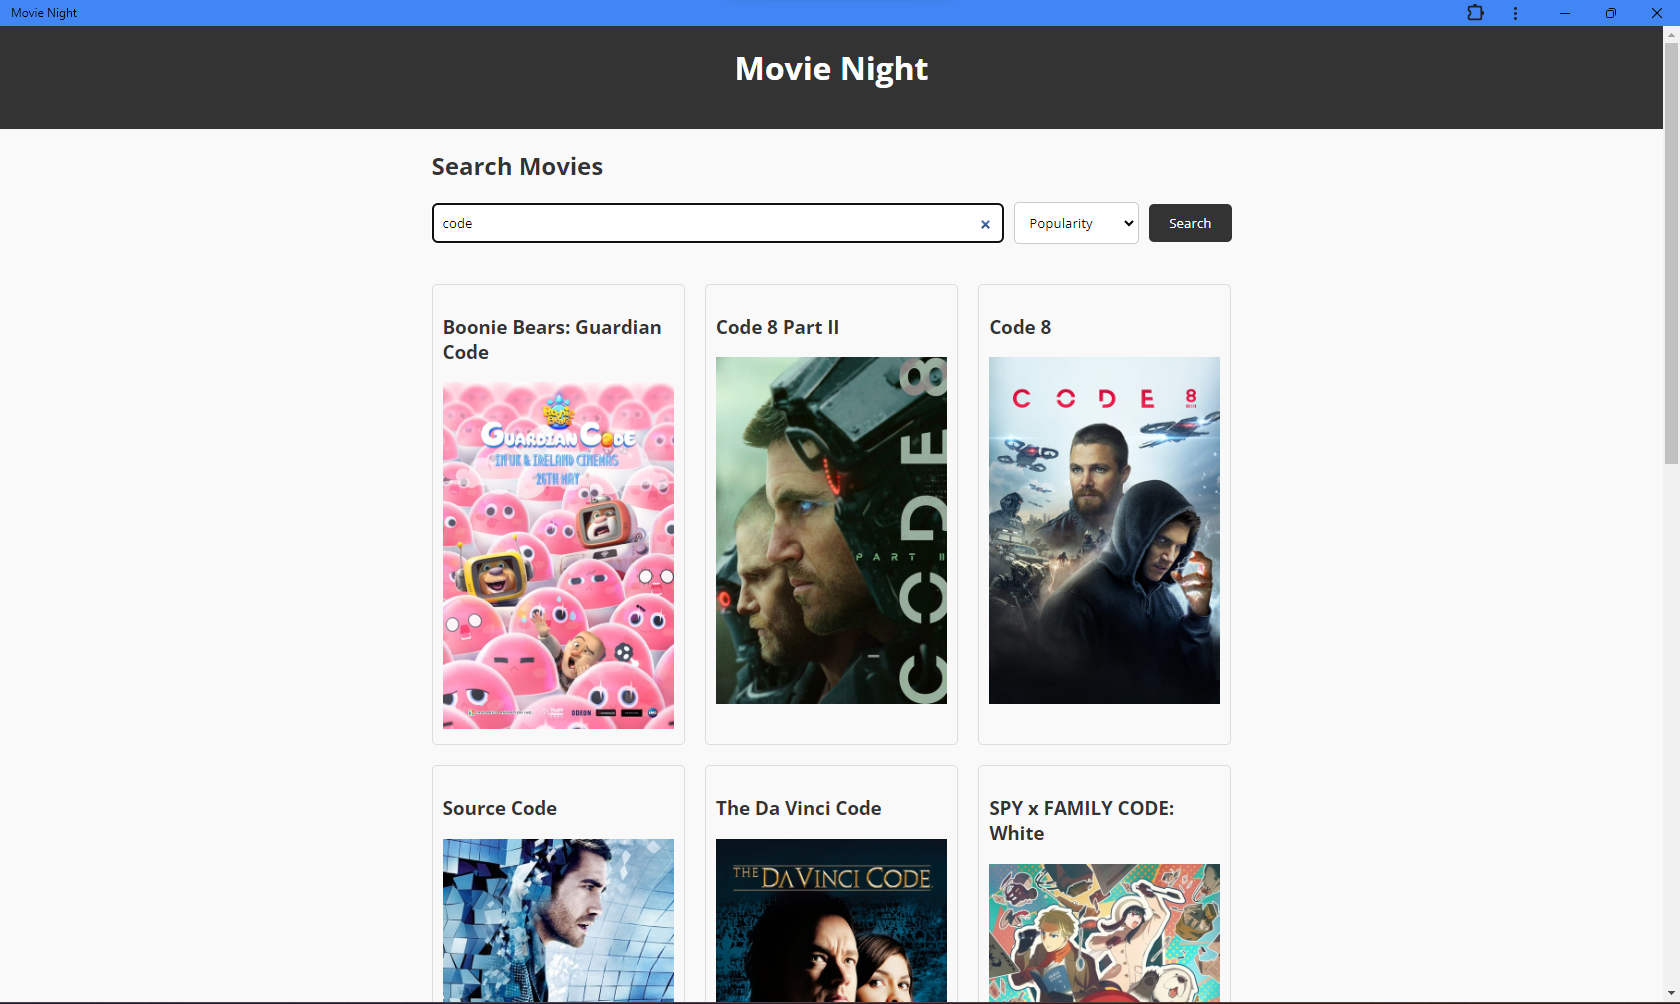 Movie Night
Movie Night
Search Movies
code
Popularity
Search
Boonie Bears: Guardian
Code
GUARDIAN CODE
IN UK & IRELAND CINEMAS
26TH MAY
ODEON
Code 8 Part II
CODE 8
PART II
Code 8
CODE 8
Source Code
The Da Vinci Code
THE DA VINCI CODE
SPY x FAMILY CODE:
White